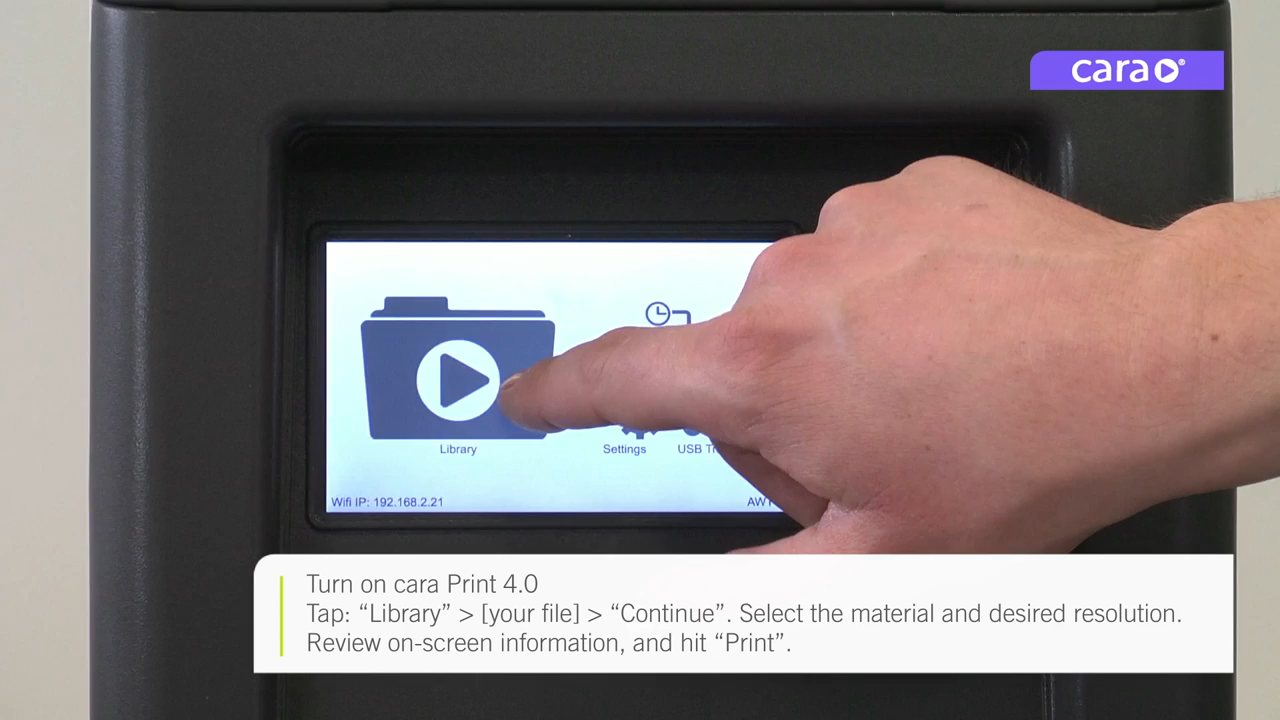 cara®
Library
Settings
USB
Wifi IP: 192.168.2.21
Turn on cara Print 4.0
Tap: “Library” > [your file] > “Continue”. Select the material and desired resolution.
Review on-screen information, and hit “Print”.